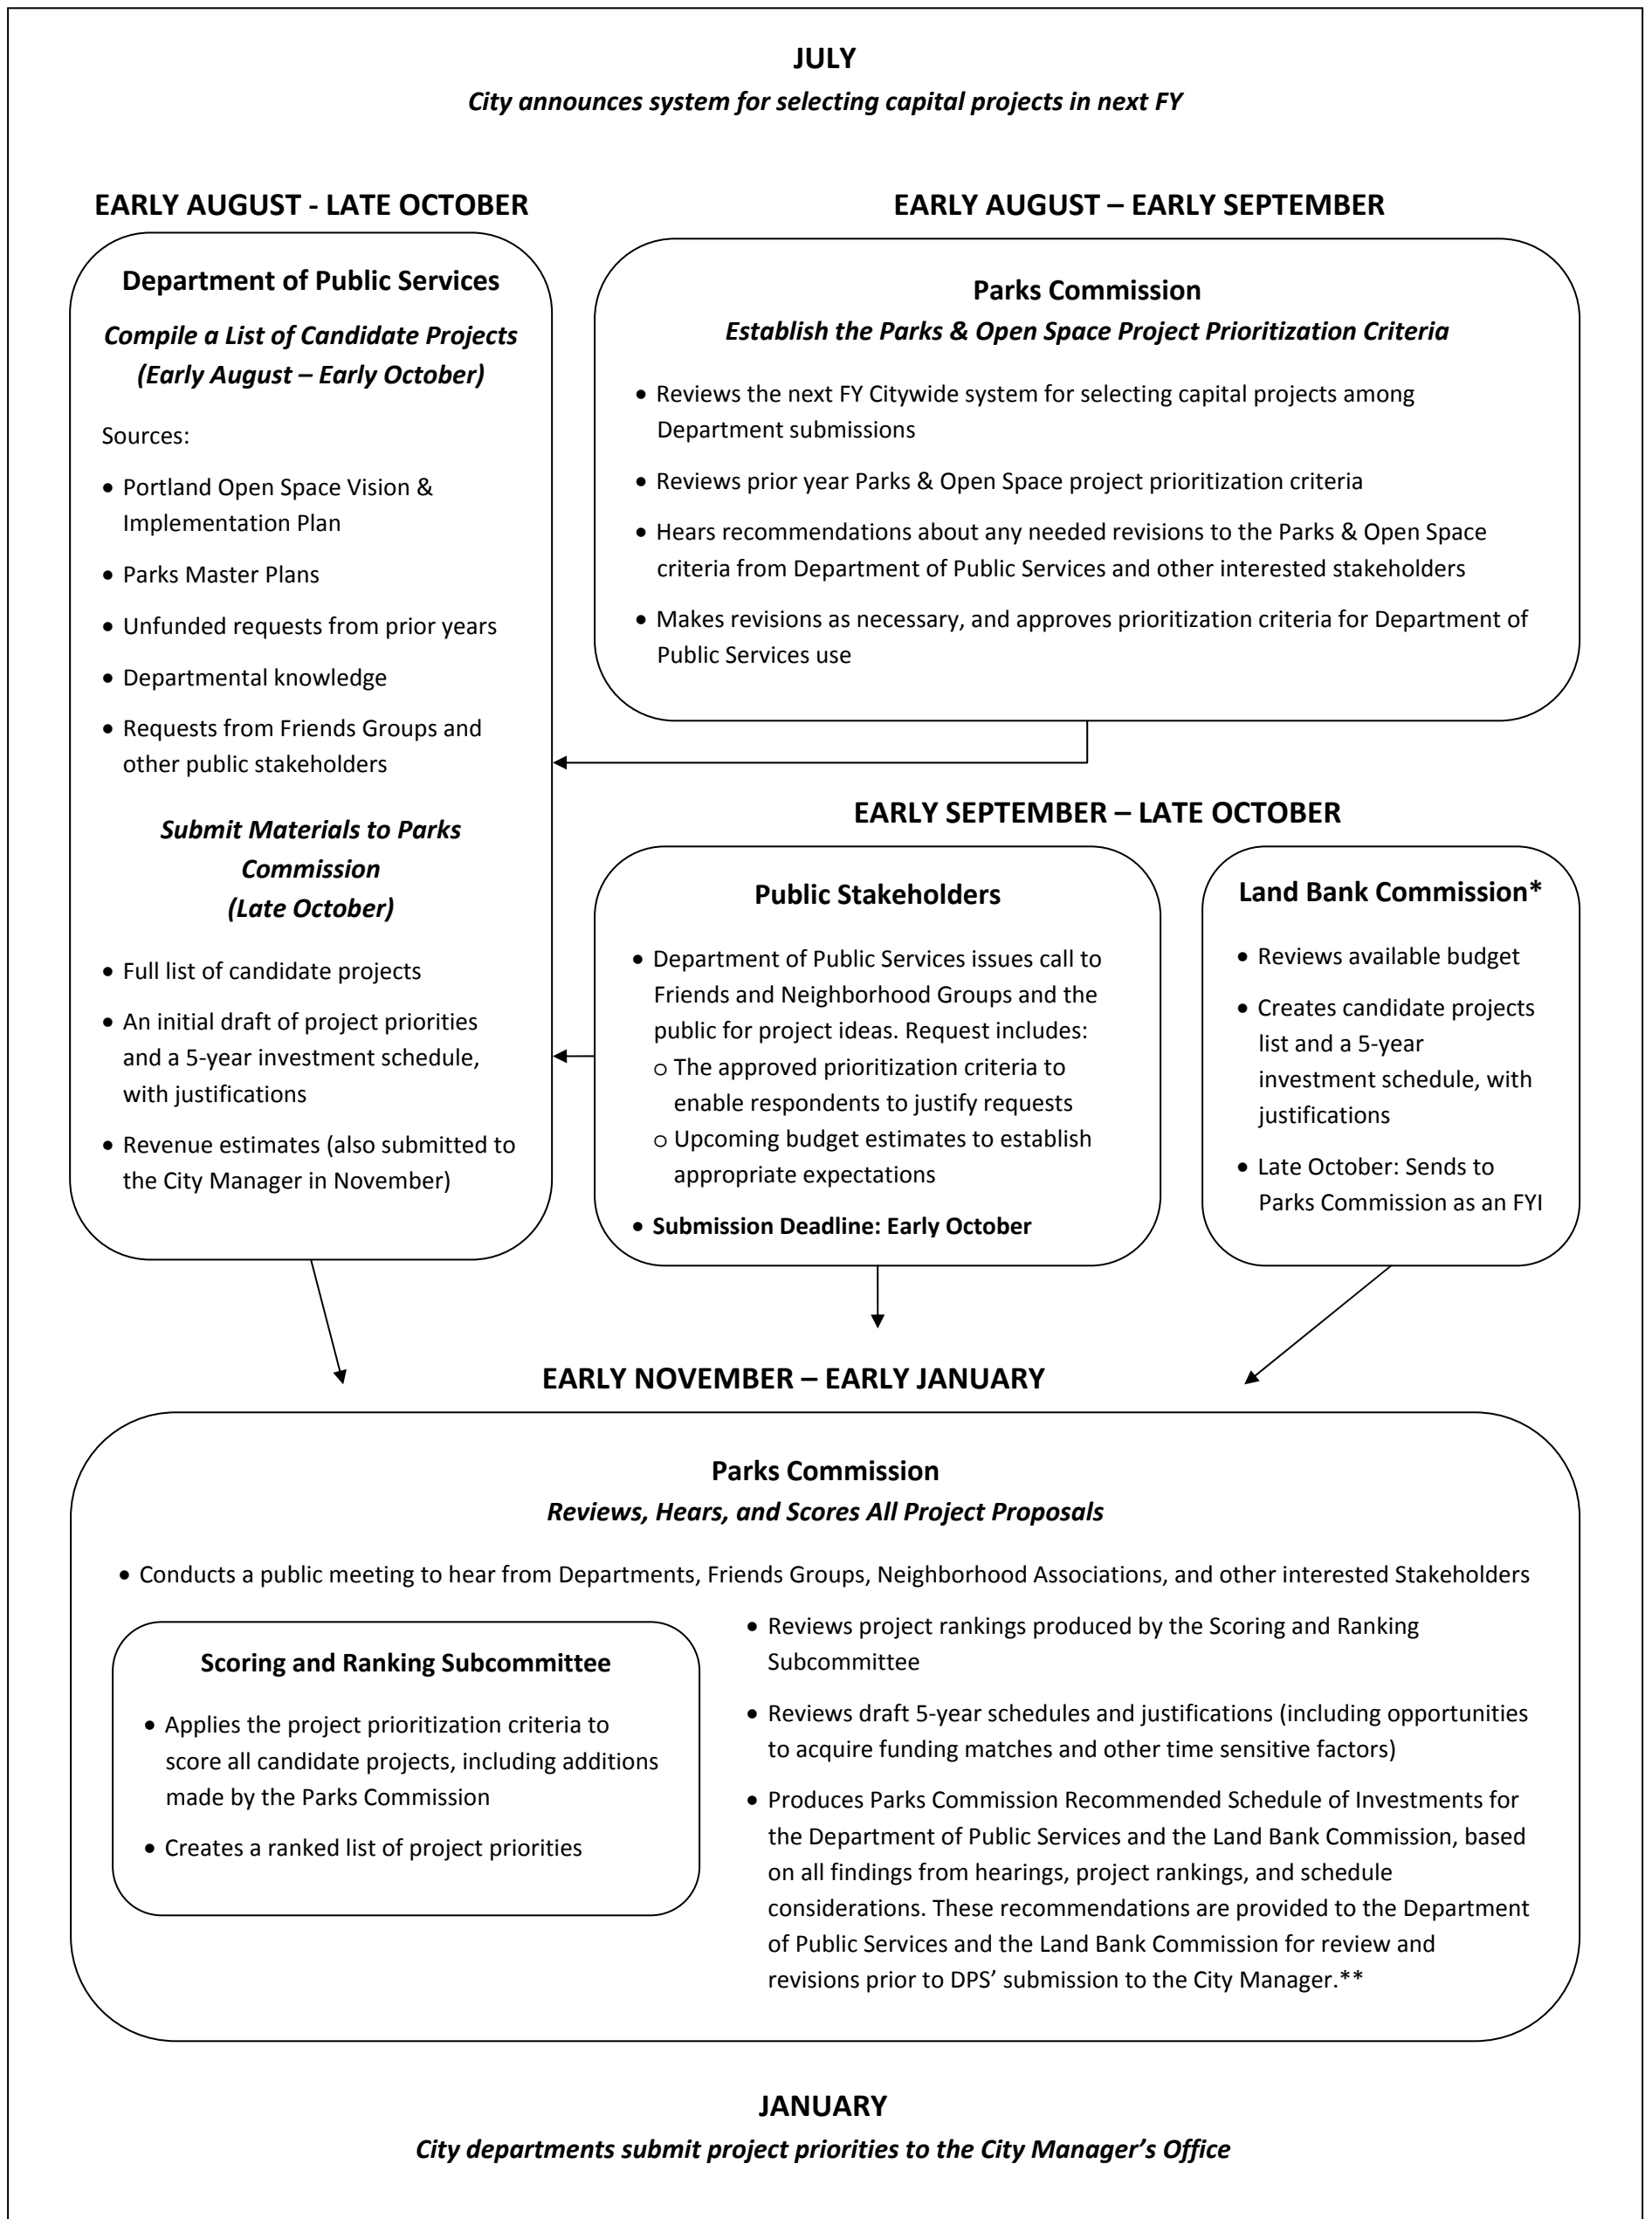 JULY
City announces system for selecting capital projects in next FY
EARLY AUGUST - LATE OCTOBER
Department of Public Services
Compile a List of Candidate Projects
(Early August – Early October)
Sources:
• Portland Open Space Vision &
Implementation Plan
• Parks Master Plans
• Unfunded requests from prior years
• Departmental knowledge
• Requests from Friends Groups and
other public stakeholders
Submit Materials to Parks
Commission
(Late October)
• Full list of candidate projects
• An initial draft of project priorities
and a 5-year investment schedule,
with justifications
• Revenue estimates (also submitted to
the City Manager in November)
EARLY AUGUST – EARLY SEPTEMBER
Parks Commission
Establish the Parks & Open Space Project Prioritization Criteria
• Reviews the next FY Citywide system for selecting capital projects among
Department submissions
• Reviews prior year Parks & Open Space project prioritization criteria
• Hears recommendations about any needed revisions to the Parks & Open Space
criteria from Department of Public Services and other interested stakeholders
• Makes revisions as necessary, and approves prioritization criteria for Department of
Public Services use
EARLY SEPTEMBER – LATE OCTOBER
Public Stakeholders
• Department of Public Services issues call to
Friends and Neighborhood Groups and the
public for project ideas. Request includes:
o The approved prioritization criteria to
enable respondents to justify requests
o Upcoming budget estimates to establish
appropriate expectations
• Submission Deadline: Early October
Land Bank Commission*
• Reviews available budget
• Creates candidate projects
list and a 5-year
investment schedule, with
justifications
• Late October: Sends to
Parks Commission as an FYI
EARLY NOVEMBER – EARLY JANUARY
Parks Commission
Reviews, Hears, and Scores All Project Proposals
• Conducts a public meeting to hear from Departments, Friends Groups, Neighborhood Associations, and other interested Stakeholders
Scoring and Ranking Subcommittee
• Applies the project prioritization criteria to
score all candidate projects, including additions
made by the Parks Commission
• Creates a ranked list of project priorities
• Reviews project rankings produced by the Scoring and Ranking
Subcommittee
• Reviews draft 5-year schedules and justifications (including opportunities
to acquire funding matches and other time sensitive factors)
• Produces Parks Commission Recommended Schedule of Investments for
the Department of Public Services and the Land Bank Commission, based
on all findings from hearings, project rankings, and schedule
considerations. These recommendations are provided to the Department
of Public Services and the Land Bank Commission for review and
revisions prior to DPS’ submission to the City Manager.**
JANUARY
City departments submit project priorities to the City Manager’s Office